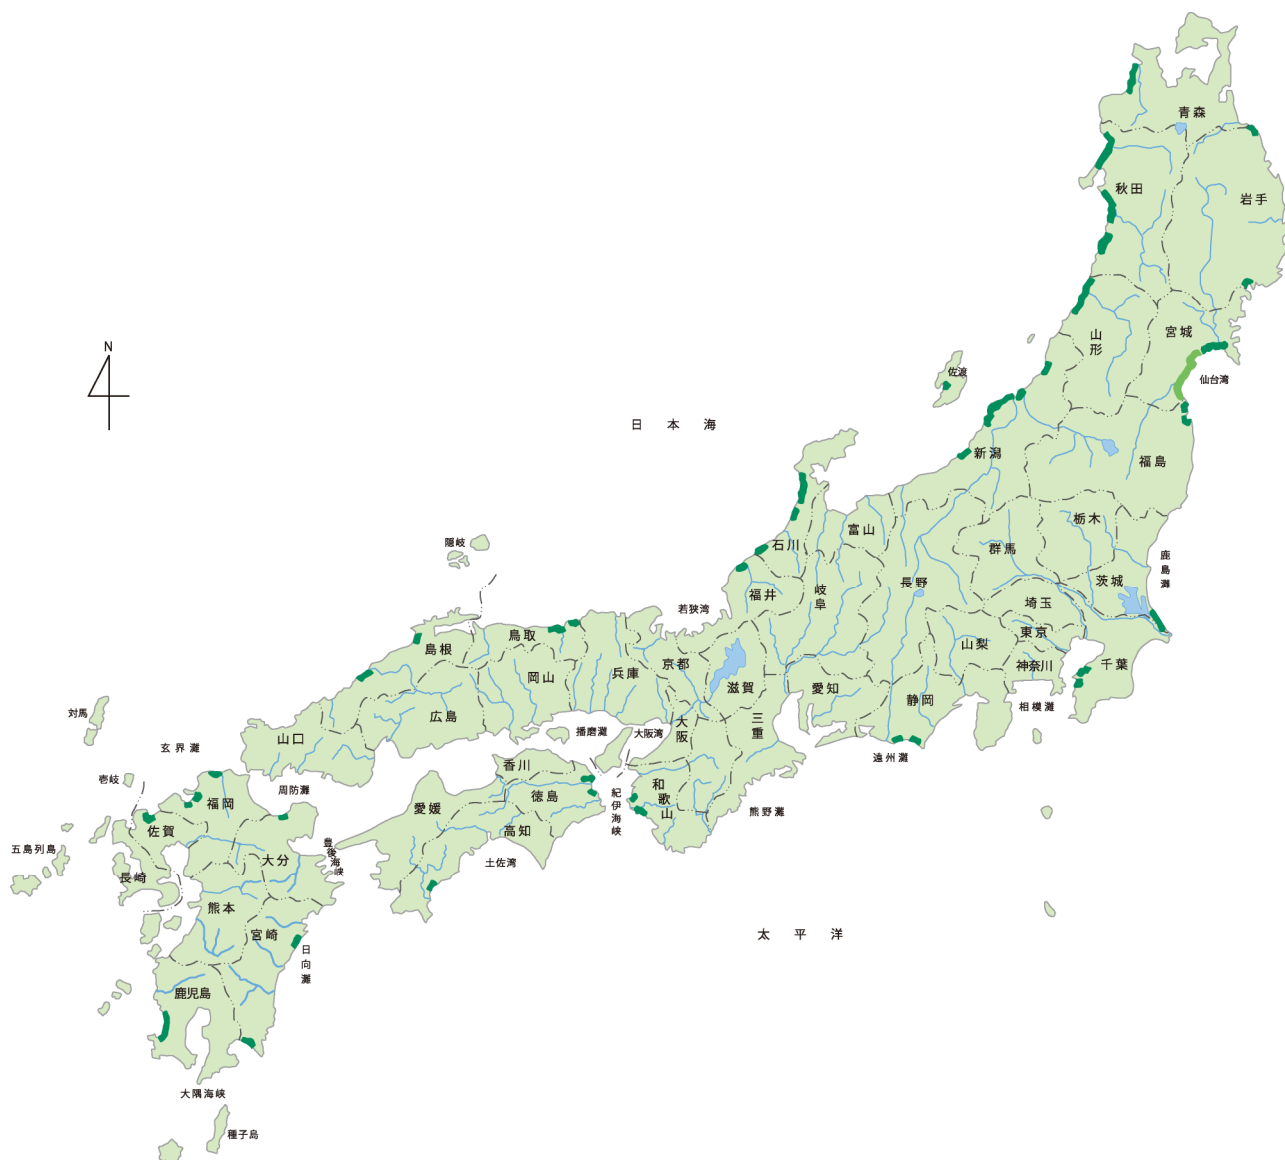 青森
秋田
岩手
N
山形
宮城
佐渡
仙台湾
日本海
新潟
福島
栃木
富山
石川
群馬
隠岐
鹿島灘
茨城
長野
福井
岐阜
若狭湾
埼玉
鳥取
東京
島根
山梨
京都
神奈川
千葉
兵庫
岡山
滋賀
愛知
静岡
相模灘
対馬
広島
三重
大阪
播磨灘
大阪湾
山口
玄界灘
遠州灘
香川
壱岐
周防灘
和歌山
徳島
紀伊海峡
福岡
愛媛
熊野灘
佐賀
高知
五島列島
豊後海峡
大分
土佐湾
長崎
熊本
宮崎
太平洋
日向灘
鹿児島
大隅海峡
種子島